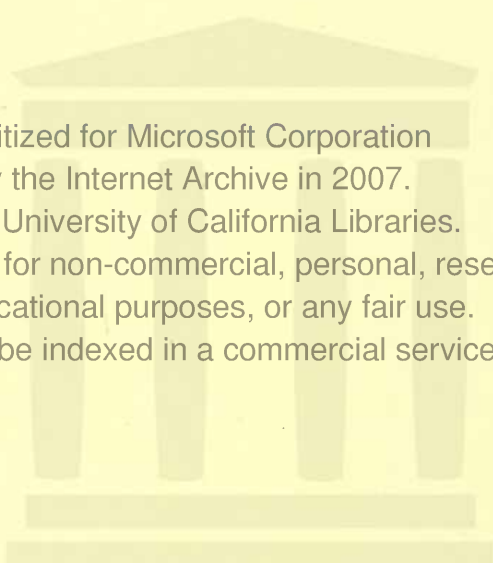 itized for Microsoft Corporation
the Internet Archive in 2007.
University of California Libraries.
for non-commercial, personal, rese
cational purposes, or any fair use.
be indexed in a commercial service